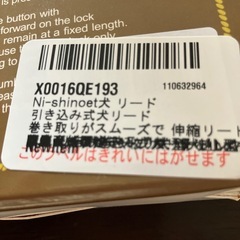 button with
forward on the lock
remain at a fixed length.
X0016QE193
110632964
Ni-shinoet犬 リード
引き込み式犬リード
巻き取りがスムーズで 伸縮リード
Newitem
このラベルはきれいにはがせます